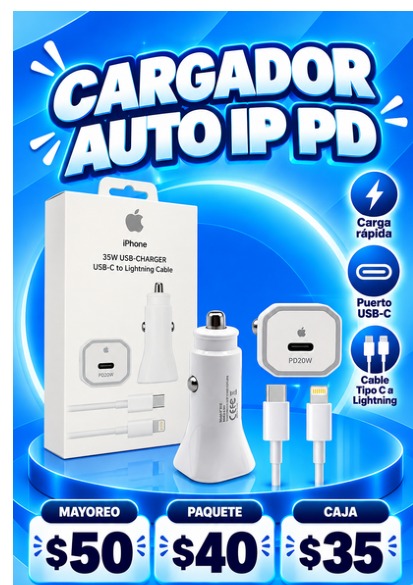 CARGADOR
AUTO IP PD
iPhone
35W USB-CHARGER
USB-C to Lightning Cable
PD20W
PD20W
Carga
rápida
Puerto
USB-C
Cable
Tipo C a
Lightning
MAYOREO
$50
PAQUETE
$40
CAJA
$35